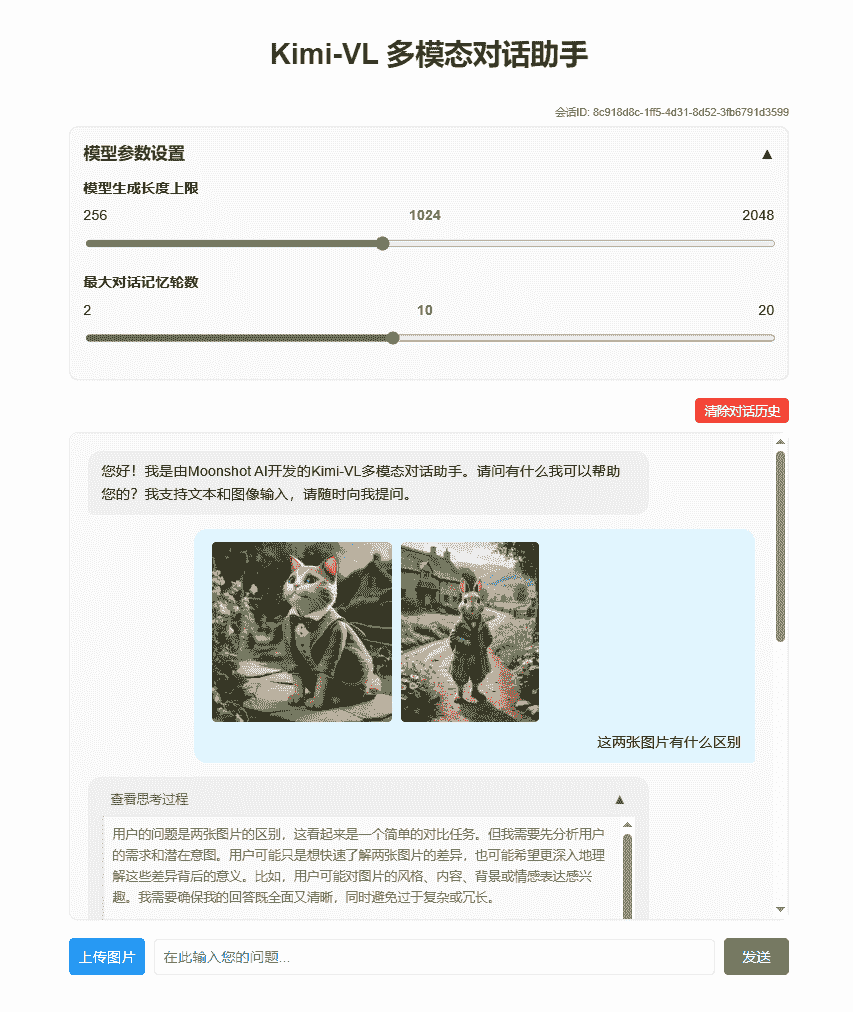 Kimi-VL 多模态对话助手
会话ID: 8c918d8c-1ff5-4d31-8d52-3fb6791d3599
模型参数设置 ▲
模型生成长度上限
256 1024 2048
最大对话记忆轮数
2 10 20
清除对话历史
您好！我是由Moonshot AI开发的Kimi-VL多模态对话助手。请问有什么我可以帮助
您的？我支持文本和图像输入，请随时向我提问。
这两张图片有什么区别
查看思考过程 ▲
用户的问题是两张图片的区别，这看起来是一个简单的对比任务。但我需要先分析用户
的需求和潜在意图。用户可能只是想快速了解两张图片的差异，也可能希望更深入地理
解这些差异背后的意义。比如，用户可能对图片的风格、内容、背景或情感表达感兴
趣。我需要确保我的回答既全面又清晰，同时避免过于复杂或冗长。
上传图片 在此输入您的问题... 发送